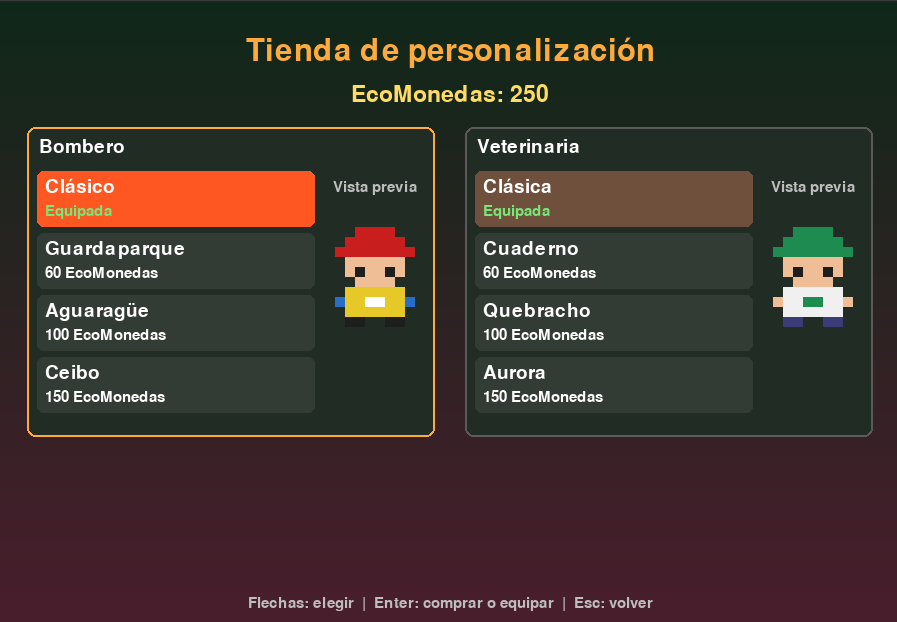 Tienda de personalización
EcoMonedas: 250
Bombero
Clásico
Equipada
Vista previa
Guardaparque
60 EcoMonedas
Aguaragüe
100 EcoMonedas
Ceibo
150 EcoMonedas
Veterinaria
Clásica
Equipada
Vista previa
Cuaderno
60 EcoMonedas
Quebracho
100 EcoMonedas
Aurora
150 EcoMonedas
Flechas: elegir | Enter: comprar o equipar | Esc: volver